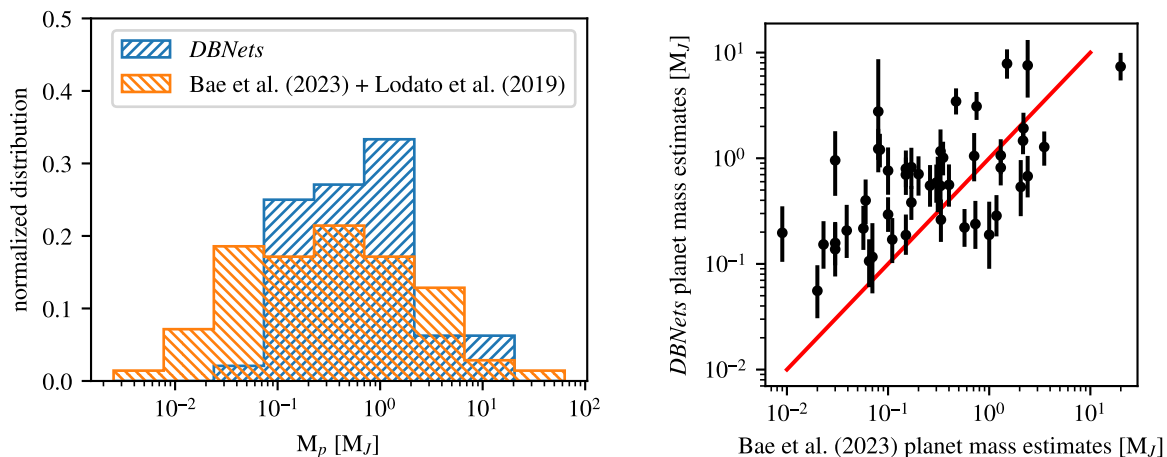 0.5
0.4
0.3
0.2
0.1
0.0
normalized distribution
DBNets
Bae et al. (2023) + Lodato et al. (2019)
10⁻² 10⁻¹ 10⁰ 10¹ 10²
Mₚ [M_J]
DBNets planet mass estimates [M_J]
10¹
10⁰
10⁻¹
10⁻²
10⁻² 10⁻¹ 10⁰ 10¹
Bae et al. (2023) planet mass estimates [M_J]